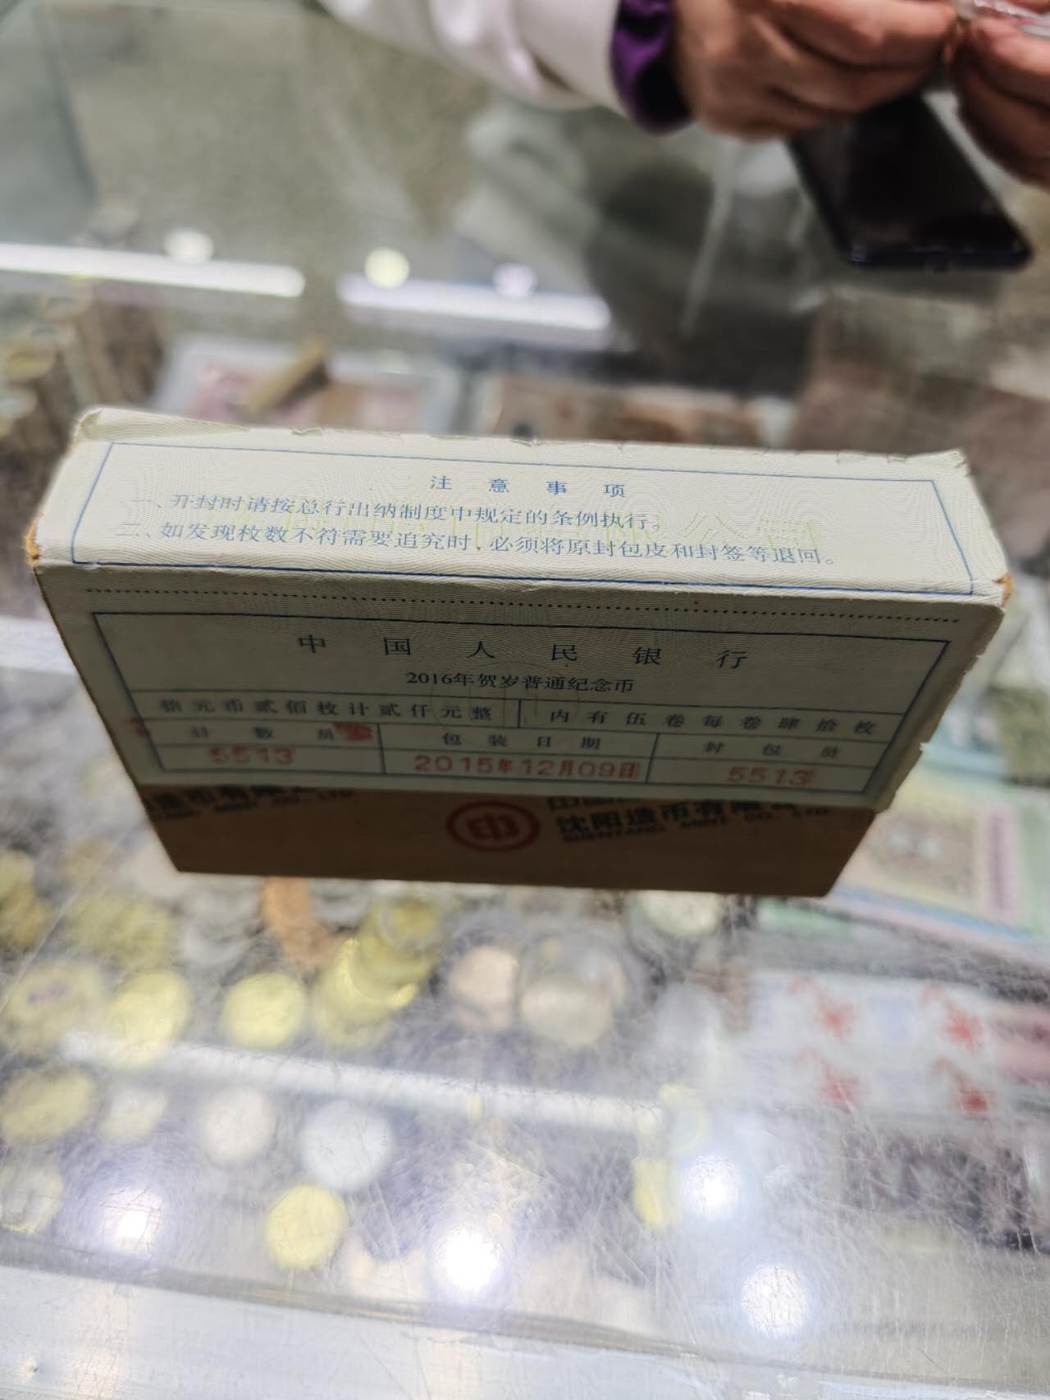 注意事项
一、开封时请按总行出纳制度中规定的条例执行。
二、如发现枚数不符需要追究时,必须将原封包皮和封签等退回。
中国人民银行
2016年贺岁普通纪念币
拾元币贰佰枚计贰仟元整 内有伍卷每卷肆拾枚
计数员 包装日期 封包员
5513 2015年12月09日 5513
沈阳造币有限